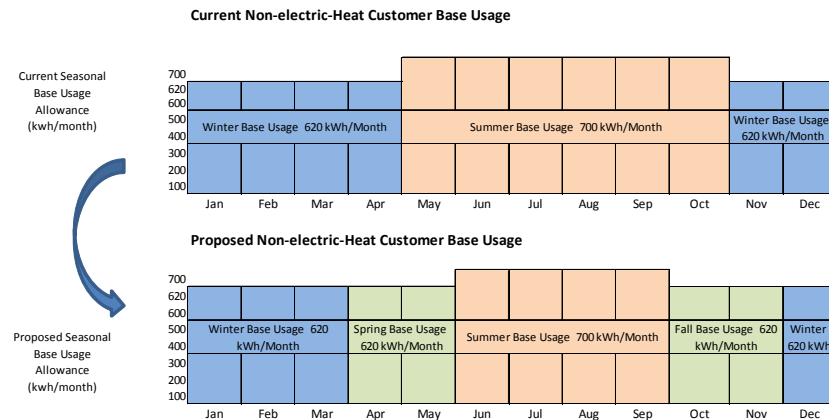 Current Non-electric-Heat Customer Base Usage
Current Seasonal
Base Usage
Allowance
(kwh/month)
700
620
600
500
400
300
200
100
Winter Base Usage 620 kWh/Month
Summer Base Usage 700 kWh/Month
Winter Base Usage
620 kWh/Month
Jan Feb Mar Apr May Jun Jul Aug Sep Oct Nov Dec
Proposed Non-electric-Heat Customer Base Usage
Proposed Seasonal
Base Usage
Allowance
(kwh/month)
700
620
600
500
400
300
200
100
Winter Base Usage 620
kWh/Month
Spring Base Usage
620 kWh/Month
Summer Base Usage 700 kWh/Month
Fall Base Usage 620
kWh/Month
Winter
620 kWh
Jan Feb Mar Apr May Jun Jul Aug Sep Oct Nov Dec